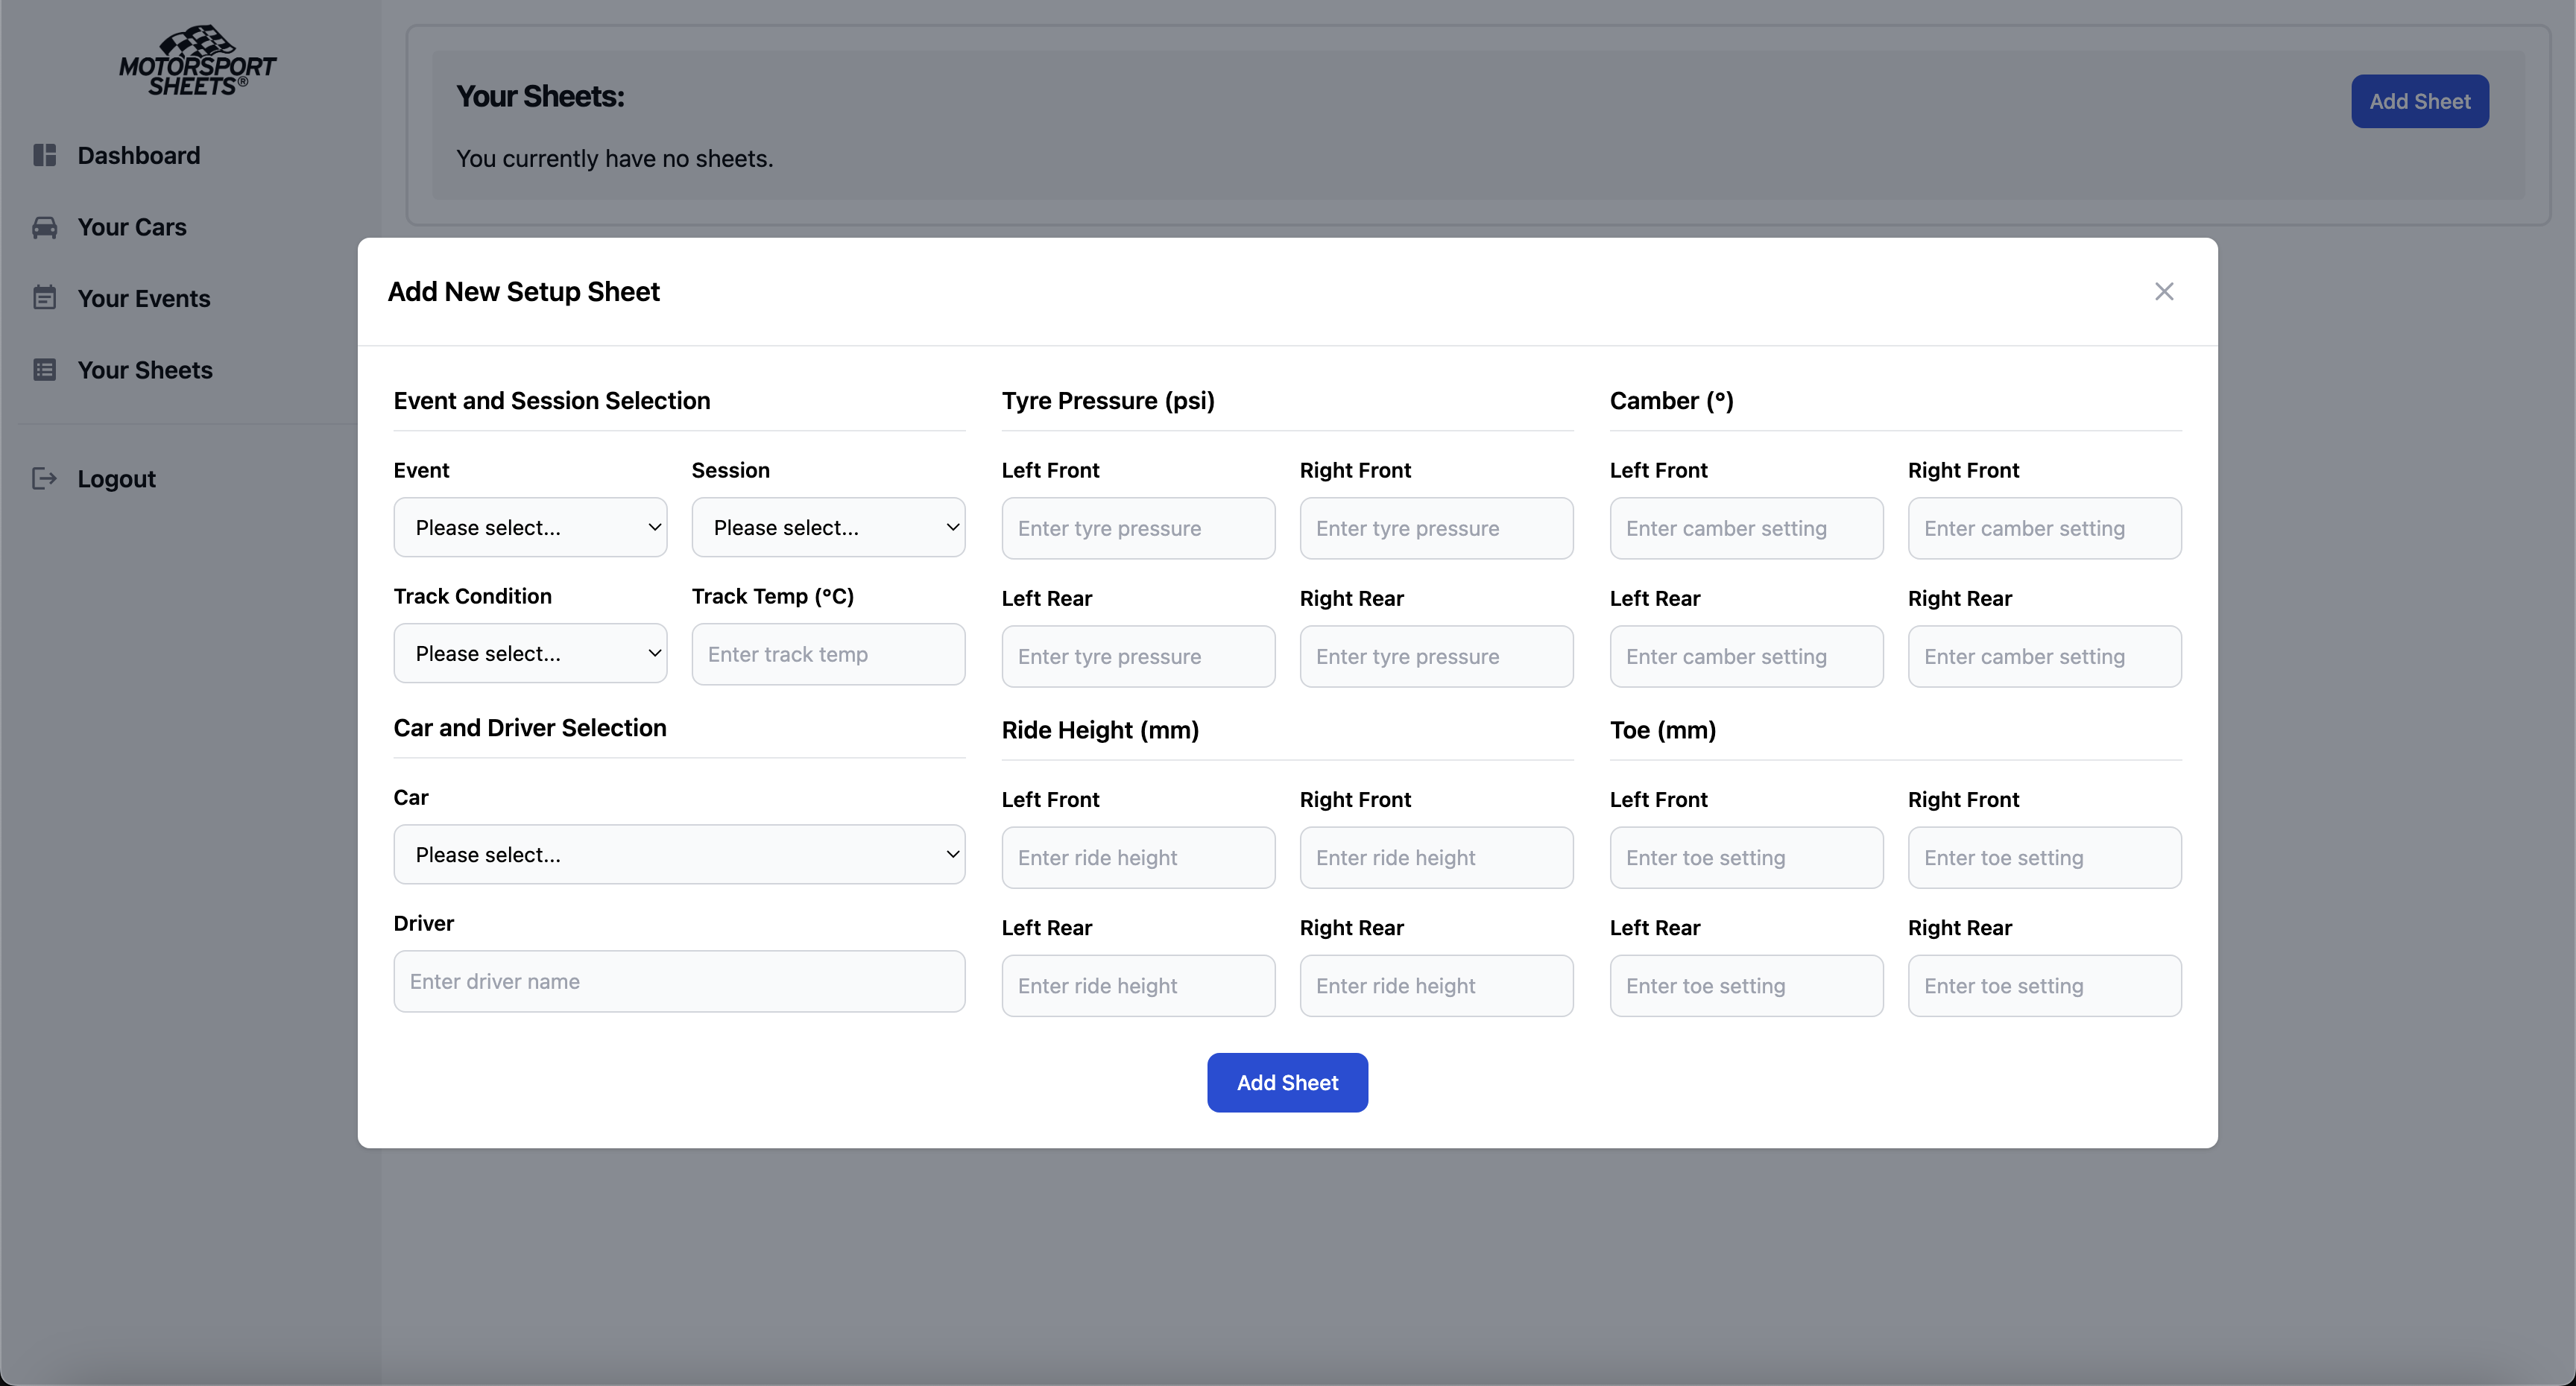 MOTORSPORT
SHEETS®
Dashboard
Your Cars
Your Events
Your Sheets
Logout
Your Sheets:
Add Sheet
You currently have no sheets.
Add New Setup Sheet
Event and Session Selection
Event
Session
Please select...
Please select...
Track Condition
Track Temp (°C)
Please select...
Enter track temp
Car and Driver Selection
Car
Please select...
Driver
Enter driver name
Tyre Pressure (psi)
Left Front
Right Front
Enter tyre pressure
Enter tyre pressure
Left Rear
Right Rear
Enter tyre pressure
Enter tyre pressure
Ride Height (mm)
Left Front
Right Front
Enter ride height
Enter ride height
Left Rear
Right Rear
Enter ride height
Enter ride height
Camber (°)
Left Front
Right Front
Enter camber setting
Enter camber setting
Left Rear
Right Rear
Enter camber setting
Enter camber setting
Toe (mm)
Left Front
Right Front
Enter toe setting
Enter toe setting
Left Rear
Right Rear
Enter toe setting
Enter toe setting
Add Sheet